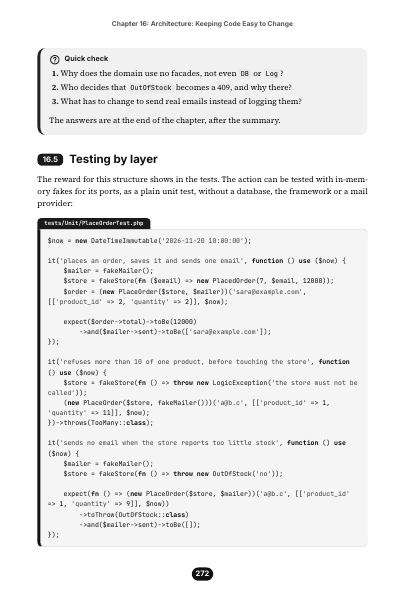 Chapter 16: Architecture: Keeping Code Easy to Change
Quick check
1. Why does the domain use no facades, not even DB or Log?
2. Who decides that OutOfStock becomes a 409, and why there?
3. What has to change to send real emails instead of logging them?
The answers are at the end of the chapter, after the summary.
16.5 Testing by layer
The reward for this structure shows in the tests. The action can be tested with in-mem-
ory fakes for its ports, as a plain unit test, without a database, the framework or a mail
provider:
tests/Unit/PlaceOrderTest.php
$now = new DateTimeImmutable('2026-11-20 10:00:00');
it('places an order, saves it and sends one email', function () use ($now) {
    $mailer = fakeMailer();
    $store = fakeStore(fn ($email) => new PlacedOrder(7, $email, 12000));
    $order = (new PlaceOrder($store, $mailer))('sara@example.com',
[['product_id' => 2, 'quantity' => 2]], $now);
    expect($order->total)->toBe(12000)
        ->and($mailer->sent)->toBe(['sara@example.com']);
});
it('refuses more than 10 of one product, before touching the store', function
() use ($now) {
    $store = fakeStore(fn () => throw new LogicException('the store must not be
called'));
    (new PlaceOrder($store, fakeMailer()))('a@b.c', [['product_id' => 1,
'quantity' => 11]], $now);
})->throws(TooMany::class);
it('sends no email when the store reports too little stock', function () use
($now) {
    $mailer = fakeMailer();
    $store = fakeStore(fn () => throw new OutOfStock('no'));
    expect(fn () => (new PlaceOrder($store, $mailer))('a@b.c', [['product_id'
=> 1, 'quantity' => 9]], $now))
        ->toThrow(OutOfStock::class)
        ->and($mailer->sent)->toBe([]);
});
272